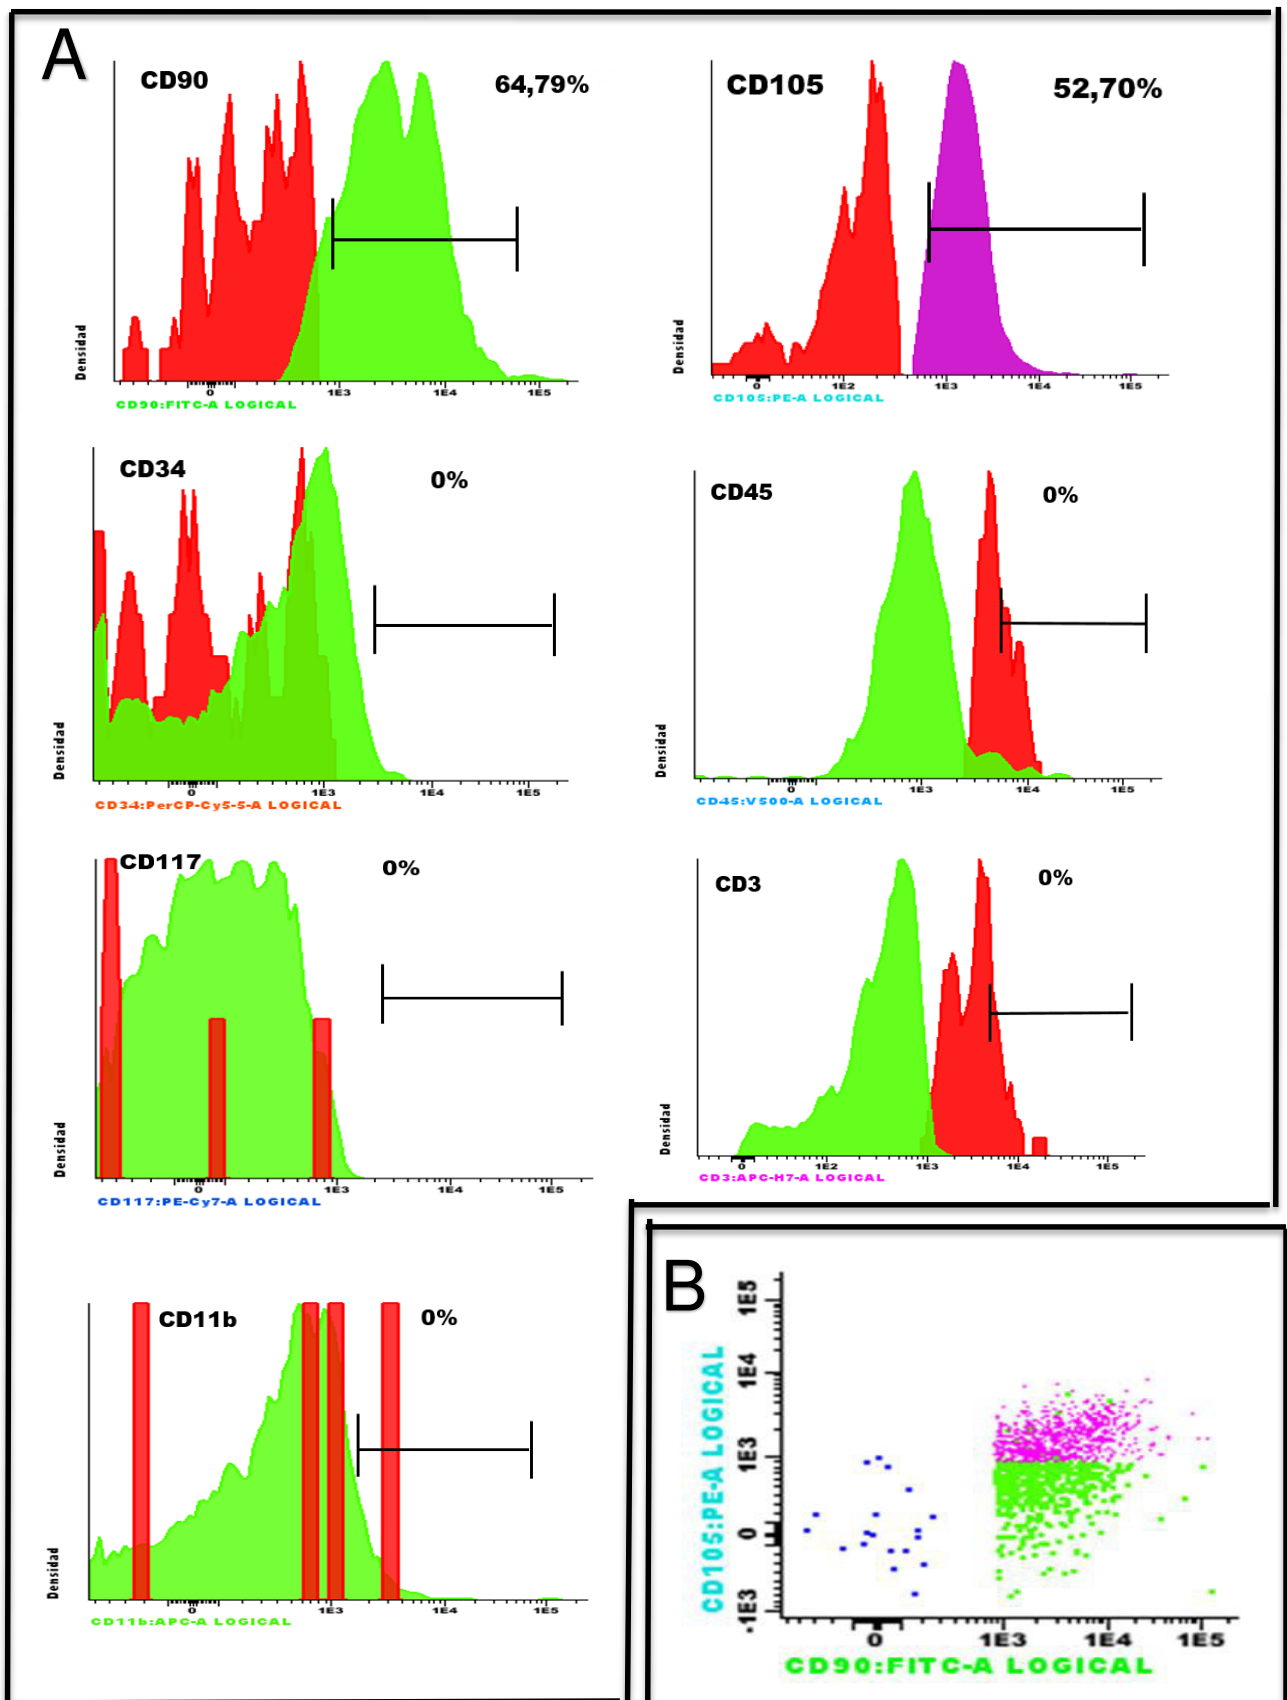 A
CD90
64,79%
Densidad
0 1E3 1E4 1E5
CD90:FITC-A LOGICAL
CD105
52,70%
Densidad
0 1E2 1E3 1E4 1E5
CD105:PE-A LOGICAL
CD34
0%
Densidad
0 1E3 1E4 1E5
CD34:PerCP-Cy5-5-A LOGICAL
CD45
0%
Densidad
0 1E3 1E4 1E5
CD45:V500-A LOGICAL
CD117
0%
Densidad
0 1E3 1E4 1E5
CD117:PE-Cy7-A LOGICAL
CD3
0%
Densidad
0 1E2 1E3 1E4 1E5
CD3:APC-H7-A LOGICAL
CD11b
0%
Densidad
0 1E3 1E4 1E5
CD11b:APC-A LOGICAL
B
CD105:PE-A LOGICAL
1E5
1E4
1E3
0
-1E3
0 1E3 1E4 1E5
CD90:FITC-A LOGICAL